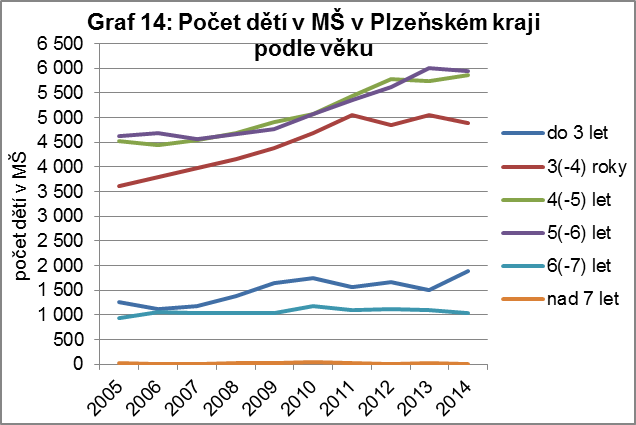 Graf 14: Počet dětí v MŠ v Plzeňském kraji
podle věku
počet dětí v MŠ
6 500
6 000
5 500
5 000
4 500
4 000
3 500
3 000
2 500
2 000
1 500
1 000
500
0
2005
2006
2007
2008
2009
2010
2011
2012
2013
2014
do 3 let
3(-4) roky
4(-5) let
5(-6) let
6(-7) let
nad 7 let